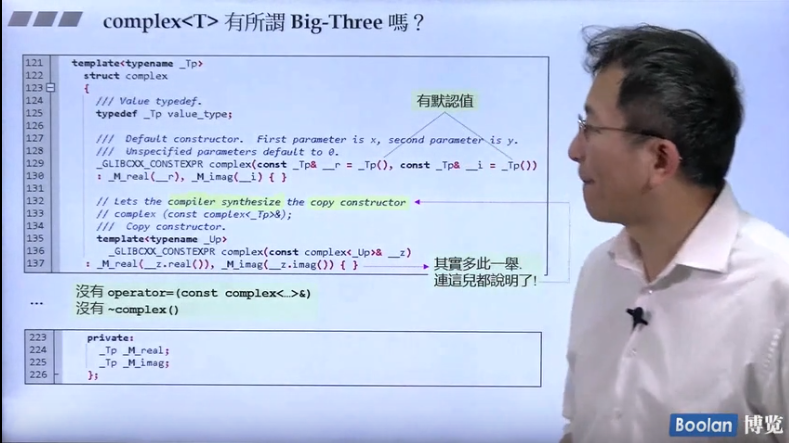 complex<T> 有所謂 Big-Three 嗎？
121 template<typename _Tp>
122 struct complex
123 {
124 /// Value typedef.
125 typedef _Tp value_type;
126
127 /// Default constructor. First parameter is x, second parameter is y.
128 /// Unspecified parameters default to 0.
129 _GLIBCXX_CONSTEXPR complex(const _Tp& __r = _Tp(), const _Tp& __i = _Tp())
130 : _M_real(__r), _M_imag(__i) { }
131
132 // Lets the compiler synthesize the copy constructor
133 // complex (const complex<_Tp>&);
134 /// Copy constructor.
135 template<typename _Up>
136 _GLIBCXX_CONSTEXPR complex(const complex<_Up>& __z)
137 : _M_real(__z.real()), _M_imag(__z.imag()) { }
有默認值
其實多此一舉.
連這兒都說明了!
...
沒有 operator=(const complex<…>&)
沒有 ~complex()
223 private:
224 _Tp _M_real;
225 _Tp _M_imag;
226 };
Boolan 博览